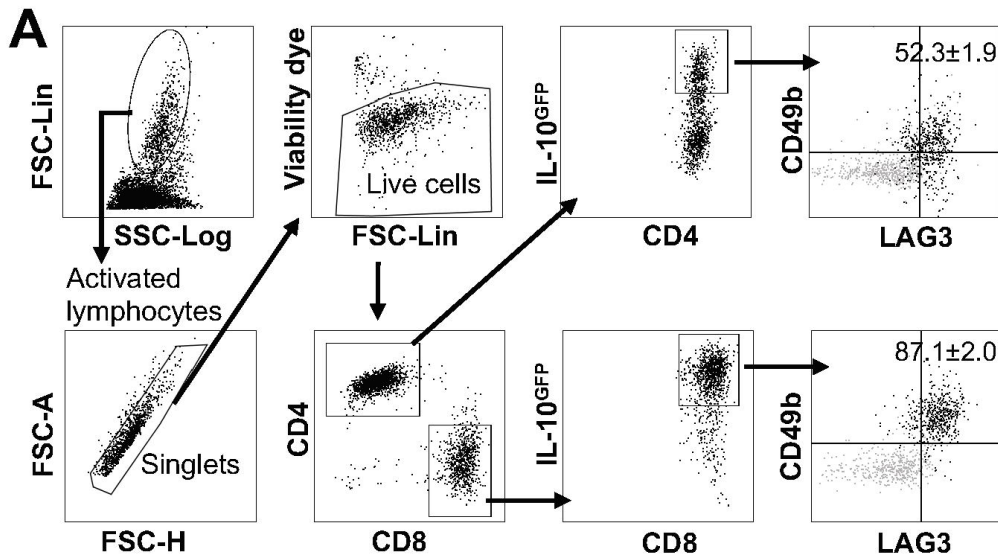 A
FSC-Lin
SSC-Log
Viability dye
Live cells
FSC-Lin
IL-10GFP
CD4
52.3±1.9
CD49b
LAG3
Activated
lymphocytes
FSC-A
Singlets
FSC-H
CD4
CD8
IL-10GFP
CD8
87.1±2.0
CD49b
LAG3